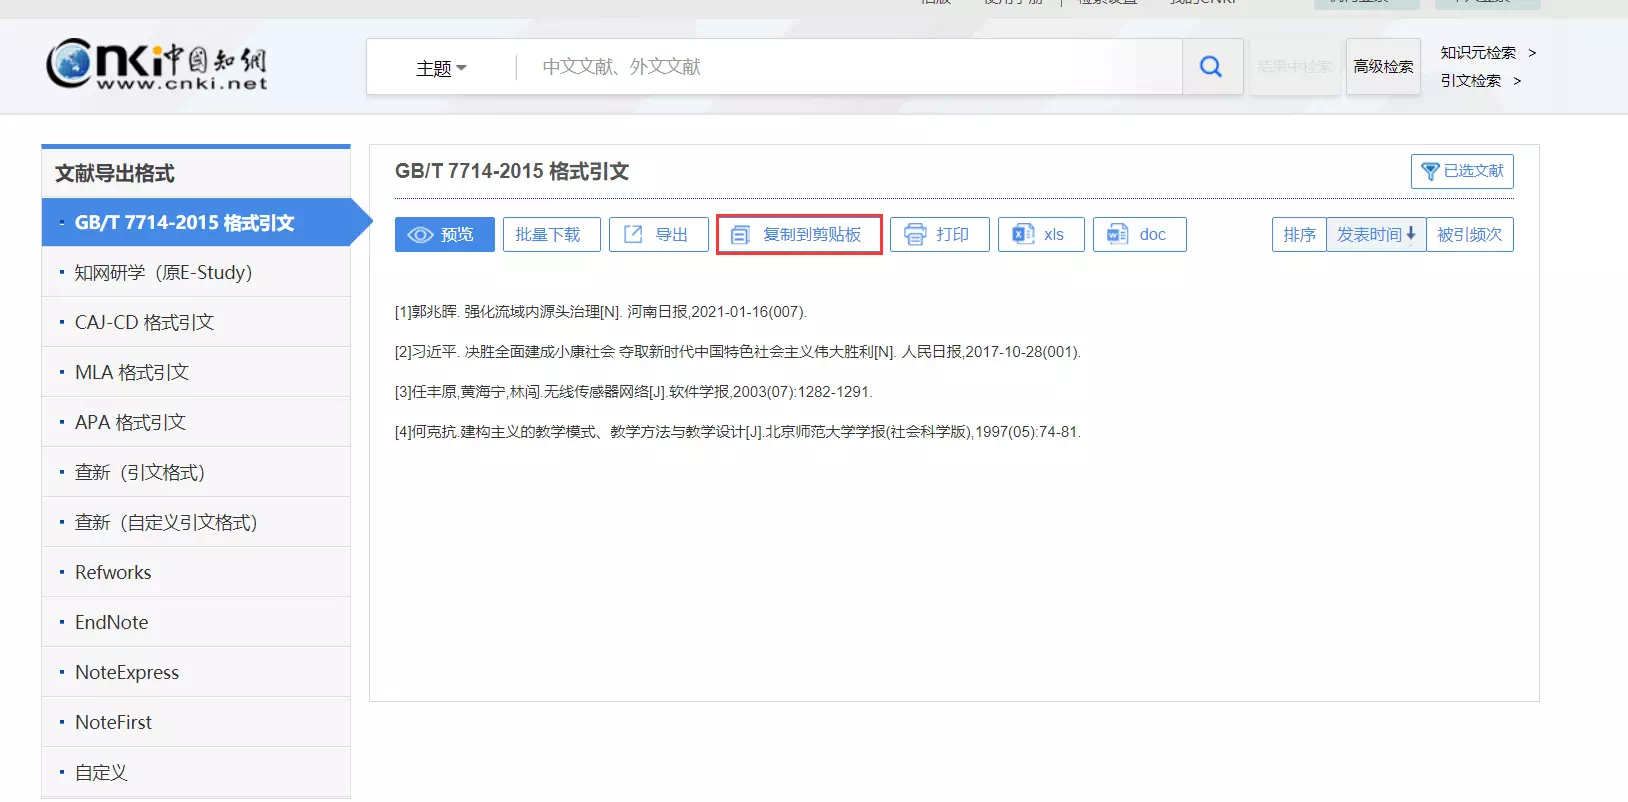 中国知网
www.cnki.net
主题
中文文献、外文文献
结果中检索
高级检索
知识元检索 >
引文检索 >
文献导出格式
GB/T 7714-2015 格式引文
知网研学（原E-Study）
CAJ-CD 格式引文
MLA 格式引文
APA 格式引文
查新（引文格式）
查新（自定义引文格式）
Refworks
EndNote
NoteExpress
NoteFirst
自定义
GB/T 7714-2015 格式引文
已选文献
预览 批量下载 导出 复制到剪贴板 打印 xls doc
排序 发表时间 被引频次
[1]郭兆晖. 强化流域内源头治理[N]. 河南日报,2021-01-16(007).
[2]习近平. 决胜全面建成小康社会 夺取新时代中国特色社会主义伟大胜利[N]. 人民日报,2017-10-28(001).
[3]任丰原,黄海宁,林闯.无线传感器网络[J].软件学报,2003(07):1282-1291.
[4]何克抗.建构主义的教学模式、教学方法与教学设计[J].北京师范大学学报(社会科学版),1997(05):74-81.